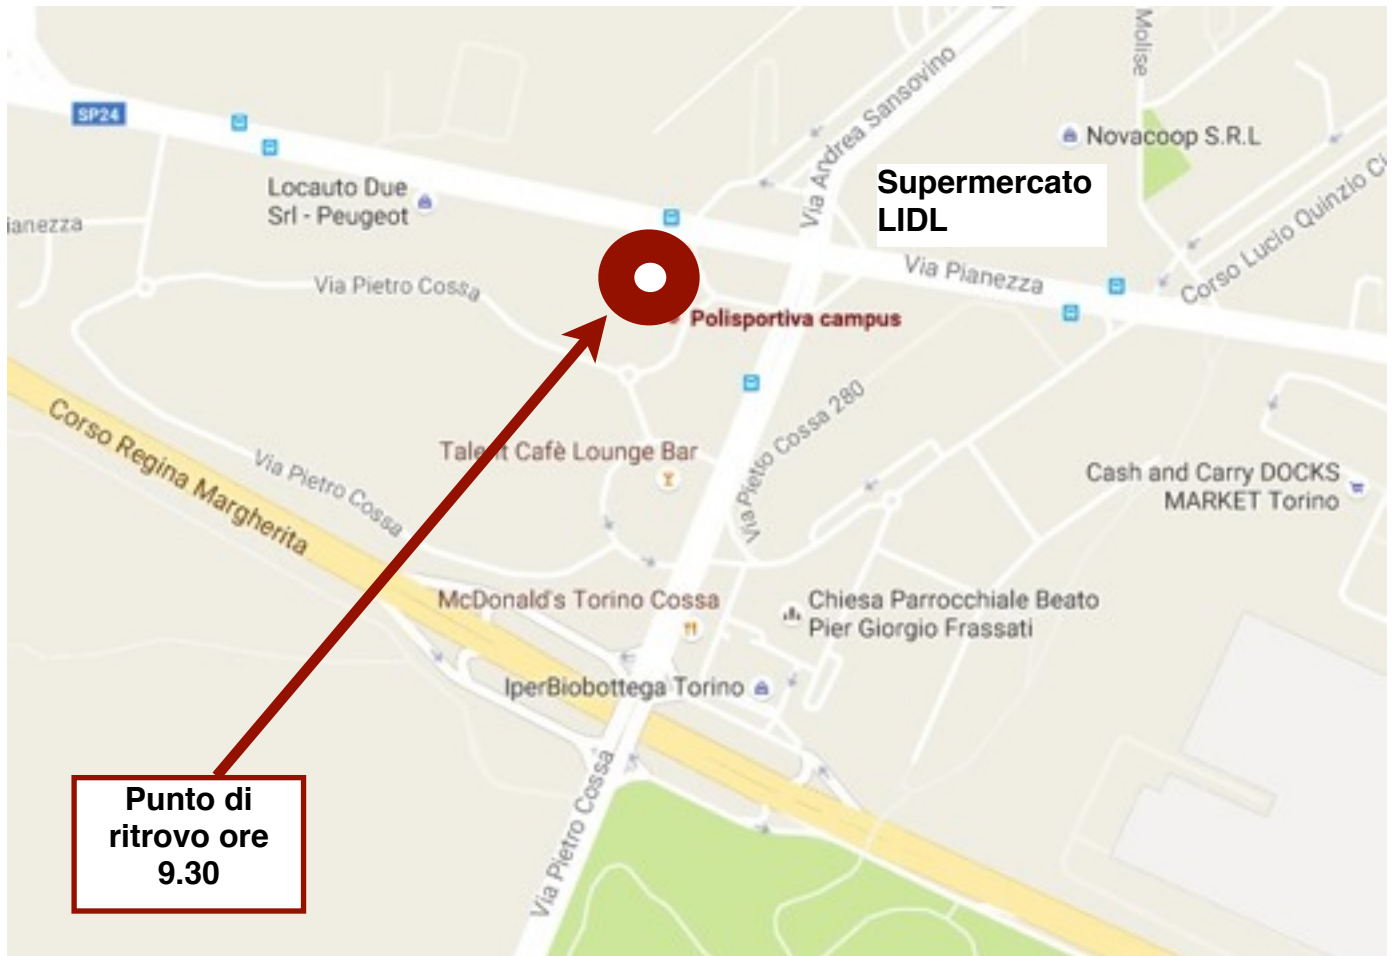 Molise
SP24
Via Andrea Sansovino
Novacoop S.R.L
Supermercato
LIDL
Locauto Due
Srl - Peugeot
ianezza
Corso Lucio Quinzio Ci
Via Pianezza
Via Pietro Cossa
Polisportiva campus
Via Pietro Cossa 280
Corso Regina Margherita
Talent Cafè Lounge Bar
Via Pietro Cossa
Cash and Carry DOCKS
MARKET Torino
McDonald's Torino Cossa
Chiesa Parrocchiale Beato
Pier Giorgio Frassati
IperBiobottega Torino
Via Pietro Cossa
Punto di
ritrovo ore
9.30